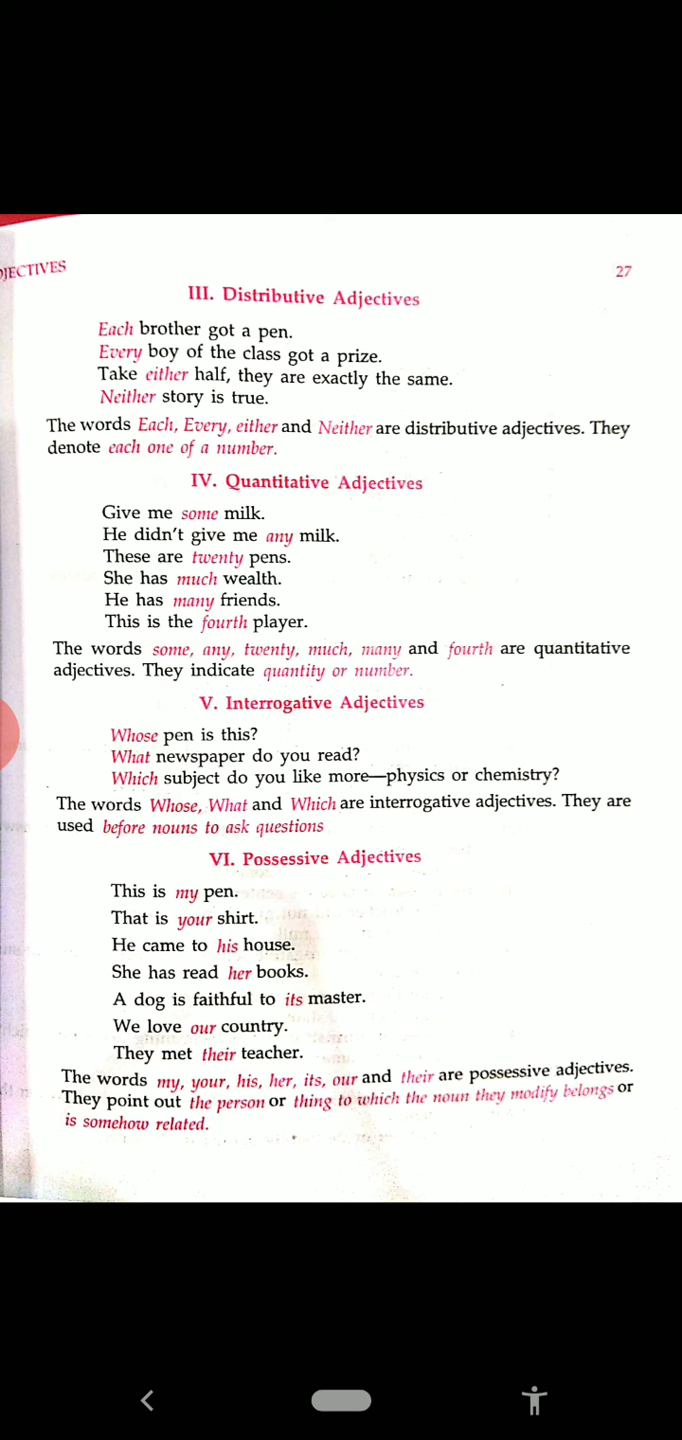 JECTIVES
27
III. Distributive Adjectives
Each brother got a pen.
Every boy of the class got a prize.
Take either half, they are exactly the same.
Neither story is true.
The words Each, Every, either and Neither are distributive adjectives. They
denote each one of a number.
IV. Quantitative Adjectives
Give me some milk.
He didn't give me any milk.
These are twenty pens.
She has much wealth.
He has many friends.
This is the fourth player.
The words some, any, twenty, much, many and fourth are quantitative
adjectives. They indicate quantity or number.
V. Interrogative Adjectives
Whose pen is this?
What newspaper do you read?
Which subject do you like more—physics or chemistry?
The words Whose, What and Which are interrogative adjectives. They are
used before nouns to ask questions
VI. Possessive Adjectives
This is my pen.
That is your shirt.
He came to his house.
She has read her books.
A dog is faithful to its master.
We love our country.
They met their teacher.
The words my, your, his, her, its, our and their are possessive adjectives.
They point out the person or thing to which the noun they modify belongs or
is somehow related.